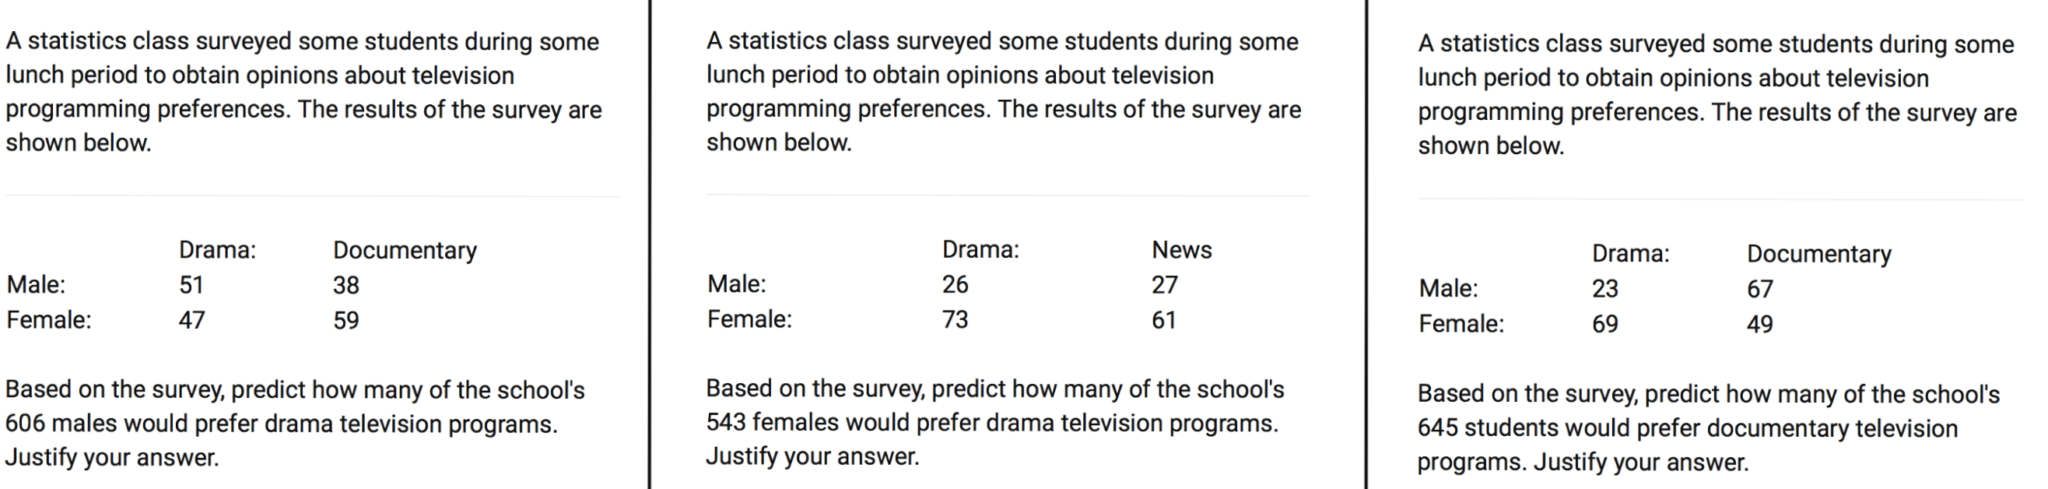 A statistics class surveyed some students during some
lunch period to obtain opinions about television
programming preferences. The results of the survey are
shown below.
Drama: Documentary
Male: 51 38
Female: 47 59
Based on the survey, predict how many of the school's
606 males would prefer drama television programs.
Justify your answer.
A statistics class surveyed some students during some
lunch period to obtain opinions about television
programming preferences. The results of the survey are
shown below.
Drama: News
Male: 26 27
Female: 73 61
Based on the survey, predict how many of the school's
543 females would prefer drama television programs.
Justify your answer.
A statistics class surveyed some students during some
lunch period to obtain opinions about television
programming preferences. The results of the survey are
shown below.
Drama: Documentary
Male: 23 67
Female: 69 49
Based on the survey, predict how many of the school's
645 students would prefer documentary television
programs. Justify your answer.